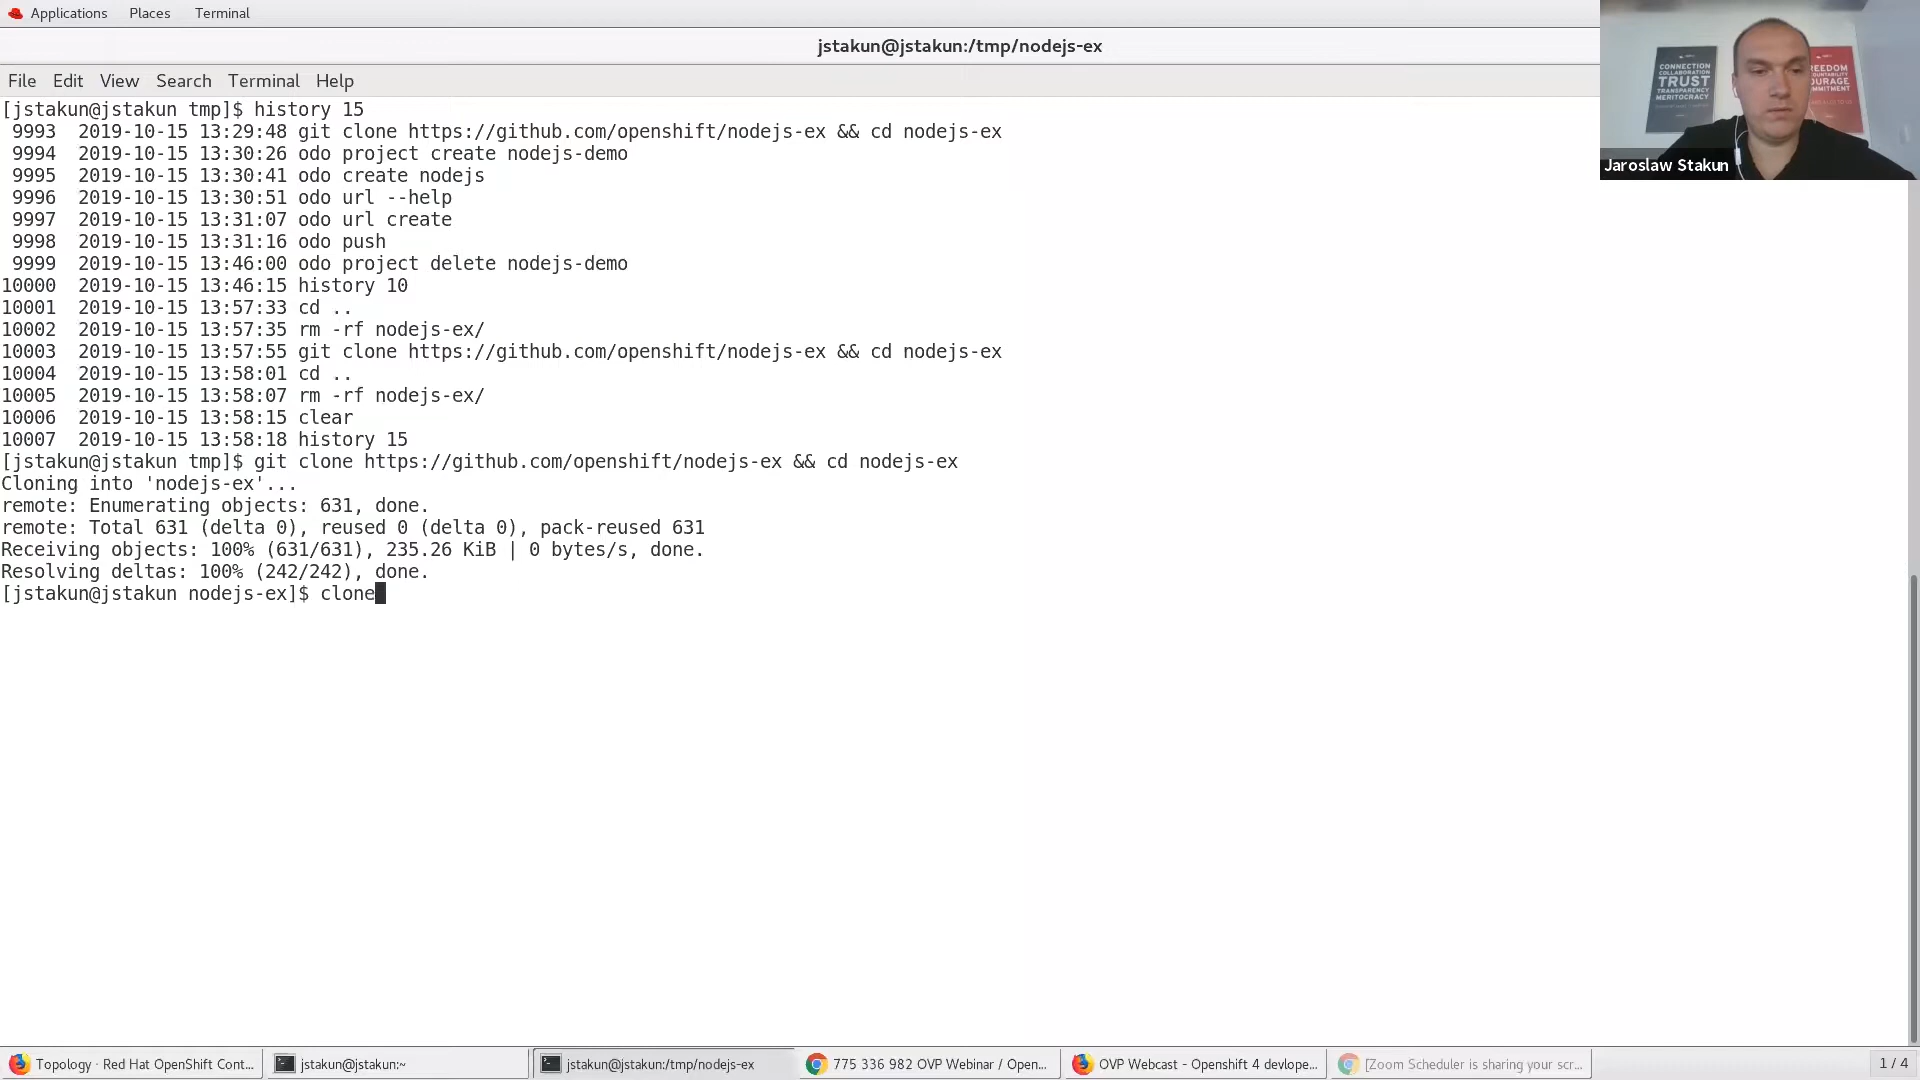 Applications Places Terminal
jstakun@jstakun:/tmp/nodejs-ex
File Edit View Search Terminal Help
[jstakun@jstakun tmp]$ history 15
9993 2019-10-15 13:29:48 git clone https://github.com/openshift/nodejs-ex && cd nodejs-ex
9994 2019-10-15 13:30:26 odo project create nodejs-demo
9995 2019-10-15 13:30:41 odo create nodejs
9996 2019-10-15 13:30:51 odo url --help
9997 2019-10-15 13:31:07 odo url create
9998 2019-10-15 13:31:16 odo push
9999 2019-10-15 13:46:00 odo project delete nodejs-demo
10000 2019-10-15 13:46:15 history 10
10001 2019-10-15 13:57:33 cd ..
10002 2019-10-15 13:57:35 rm -rf nodejs-ex/
10003 2019-10-15 13:57:55 git clone https://github.com/openshift/nodejs-ex && cd nodejs-ex
10004 2019-10-15 13:58:01 cd ..
10005 2019-10-15 13:58:07 rm -rf nodejs-ex/
10006 2019-10-15 13:58:15 clear
10007 2019-10-15 13:58:18 history 15
[jstakun@jstakun tmp]$ git clone https://github.com/openshift/nodejs-ex && cd nodejs-ex
Cloning into 'nodejs-ex'...
remote: Enumerating objects: 631, done.
remote: Total 631 (delta 0), reused 0 (delta 0), pack-reused 631
Receiving objects: 100% (631/631), 235.26 KiB | 0 bytes/s, done.
Resolving deltas: 100% (242/242), done.
[jstakun@jstakun nodejs-ex]$ clone
CONNECTION
COLLABORATION
TRUST
TRANSPARENCY
MERITOCRACY
REEDOM
OUNTABILITY
OURAGE
OMMITMENT
Jaroslaw Stakun
Topology · Red Hat OpenShift Cont...
jstakun@jstakun:~
jstakun@jstakun:/tmp/nodejs-ex
775 336 982 OVP Webinar / Open...
OVP Webcast - Openshift 4 devlope...
[Zoom Scheduler is sharing your scr...
1 / 4